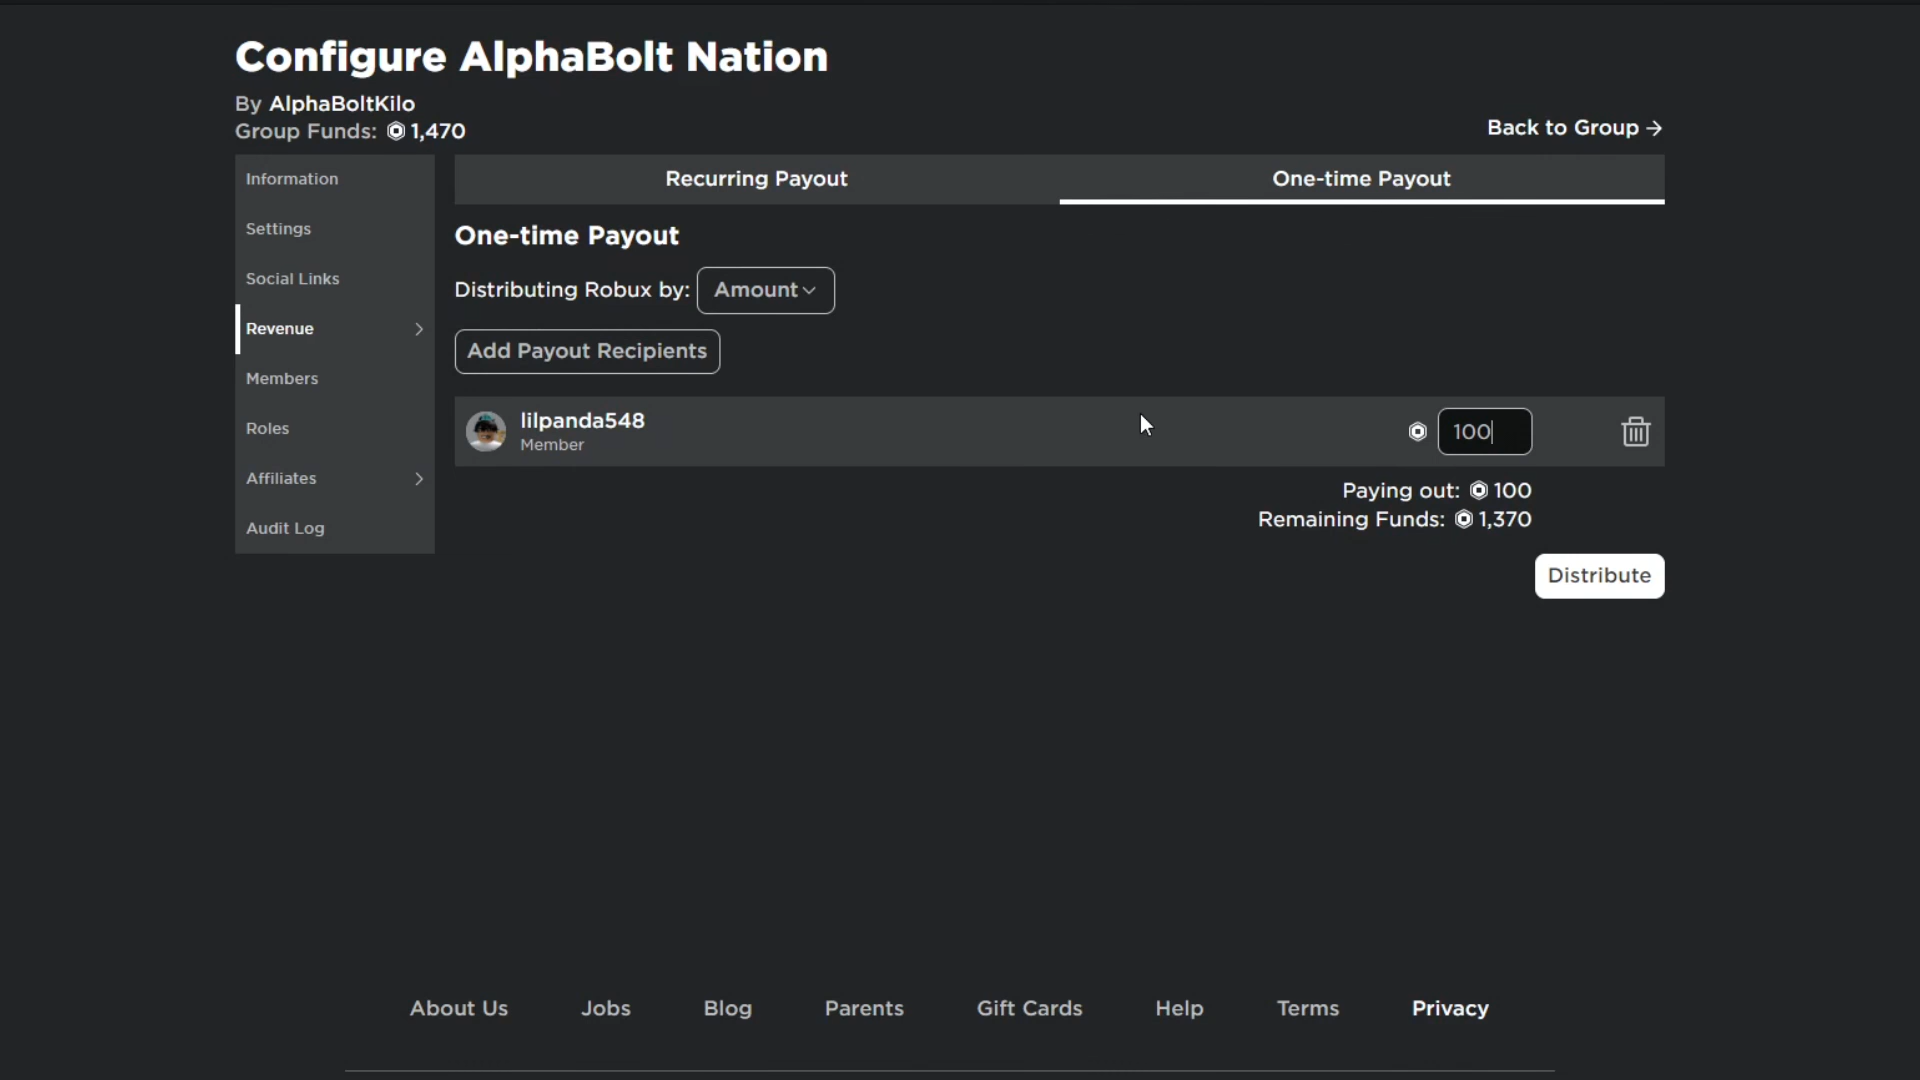 Configure AlphaBolt Nation
By AlphaBoltKilo
Group Funds: 1,470
Back to Group →
Information
Settings
Social Links
Revenue
Members
Roles
Affiliates
Audit Log
Recurring Payout
One-time Payout
One-time Payout
Distributing Robux by: Amount
Add Payout Recipients
lilpanda548
Member
100
Paying out: 100
Remaining Funds: 1,370
Distribute
About Us Jobs Blog Parents Gift Cards Help Terms Privacy